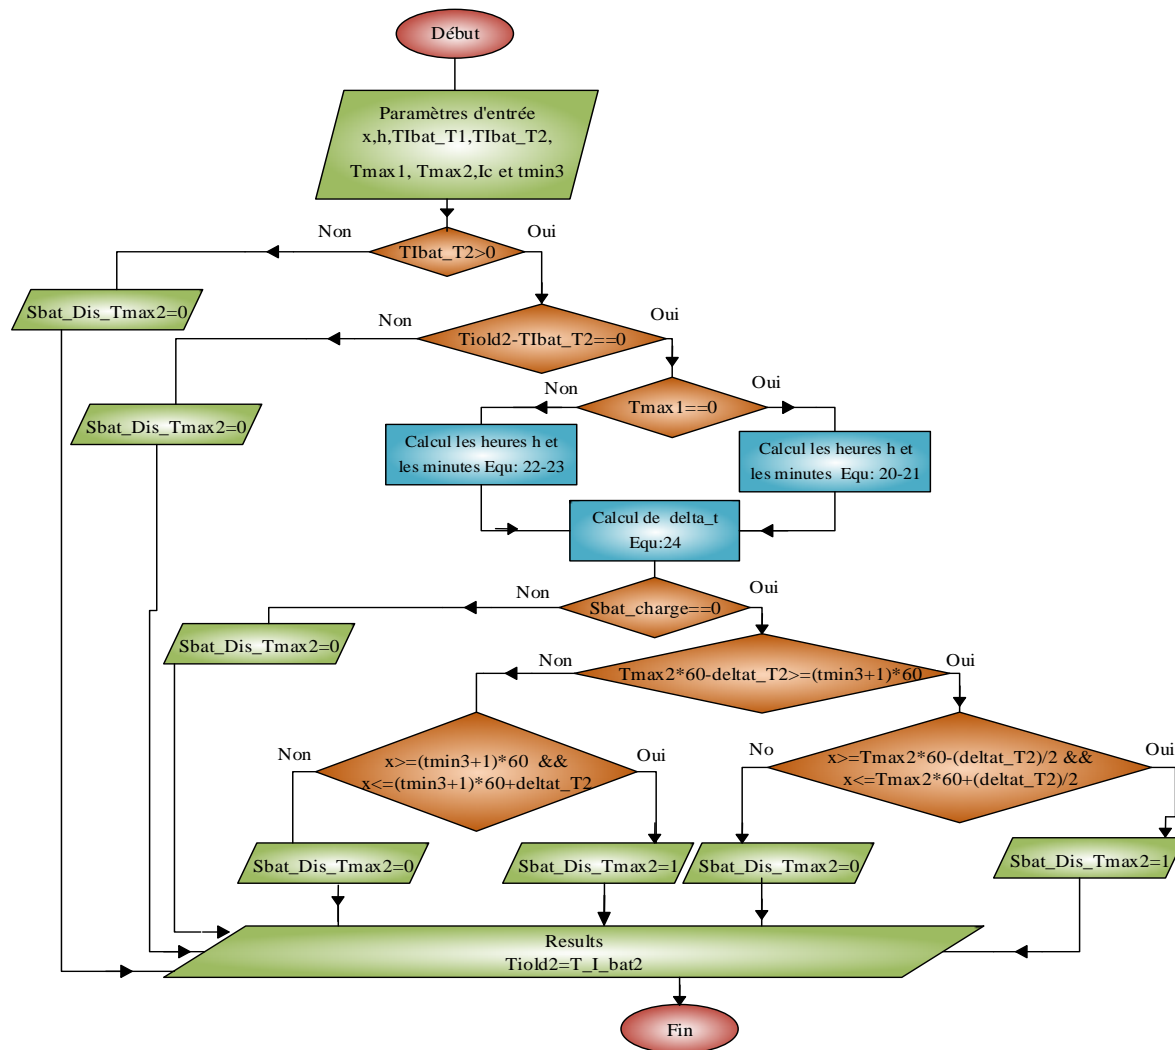 Début
Paramètres d'entrée
x,h,TIbat_T1,TIbat_T2,
Tmax1, Tmax2,Ic et tmin3
Non
Oui
TIbat_T2>0
Sbat_Dis_Tmax2=0
Non
Oui
Tiold2-TIbat_T2==0
Non
Oui
Tmax1==0
Sbat_Dis_Tmax2=0
Calcul les heures h et
les minutes Equ: 22-23
Calcul les heures h et
les minutes Equ: 20-21
Calcul de delta_t
Equ:24
Non
Oui
Sbat_charge==0
Sbat_Dis_Tmax2=0
Non
Oui
Tmax2*60-deltat_T2>=(tmin3+1)*60
Non
Oui
x>=(tmin3+1)*60 &&
x<=(tmin3+1)*60+deltat_T2
No
Oui
x>=Tmax2*60-(deltat_T2)/2 &&
x<=Tmax2*60+(deltat_T2)/2
Sbat_Dis_Tmax2=0
Sbat_Dis_Tmax2=1
Sbat_Dis_Tmax2=0
Sbat_Dis_Tmax2=1
Results
Tiold2=T_I_bat2
Fin